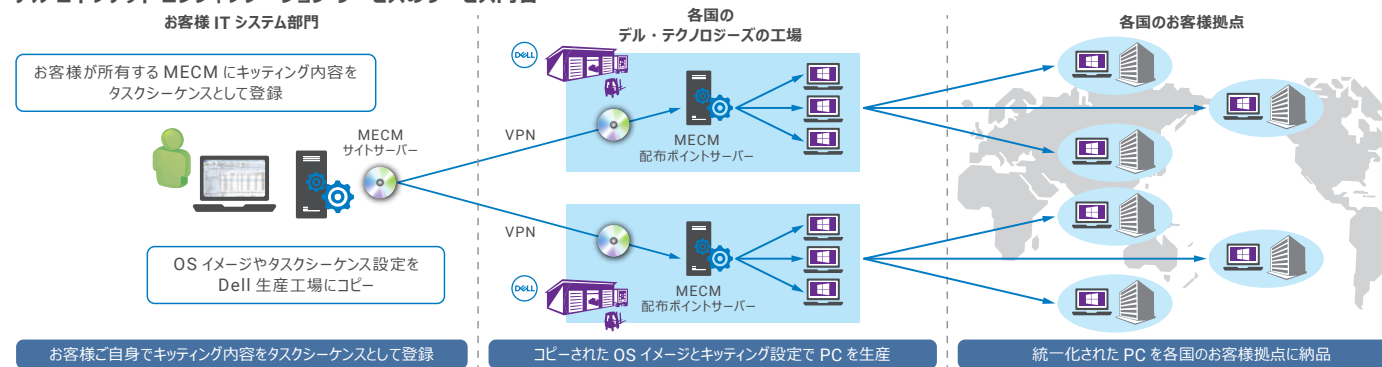 お客様 IT システム部門
各国の
デル・テクノロジーズの工場
各国のお客様拠点
お客様が所有する MECM にキッティング内容を
タスクシーケンスとして登録
MECM
サイトサーバー
OS イメージやタスクシーケンス設定を
Dell 生産工場にコピー
VPN
VPN
DELL
MECM
配布ポイントサーバー
DELL
MECM
配布ポイントサーバー
お客様ご自身でキッティング内容をタスクシーケンスとして登録
コピーされた OS イメージとキッティング設定で PC を生産
統一化された PC を各国のお客様拠点に納品